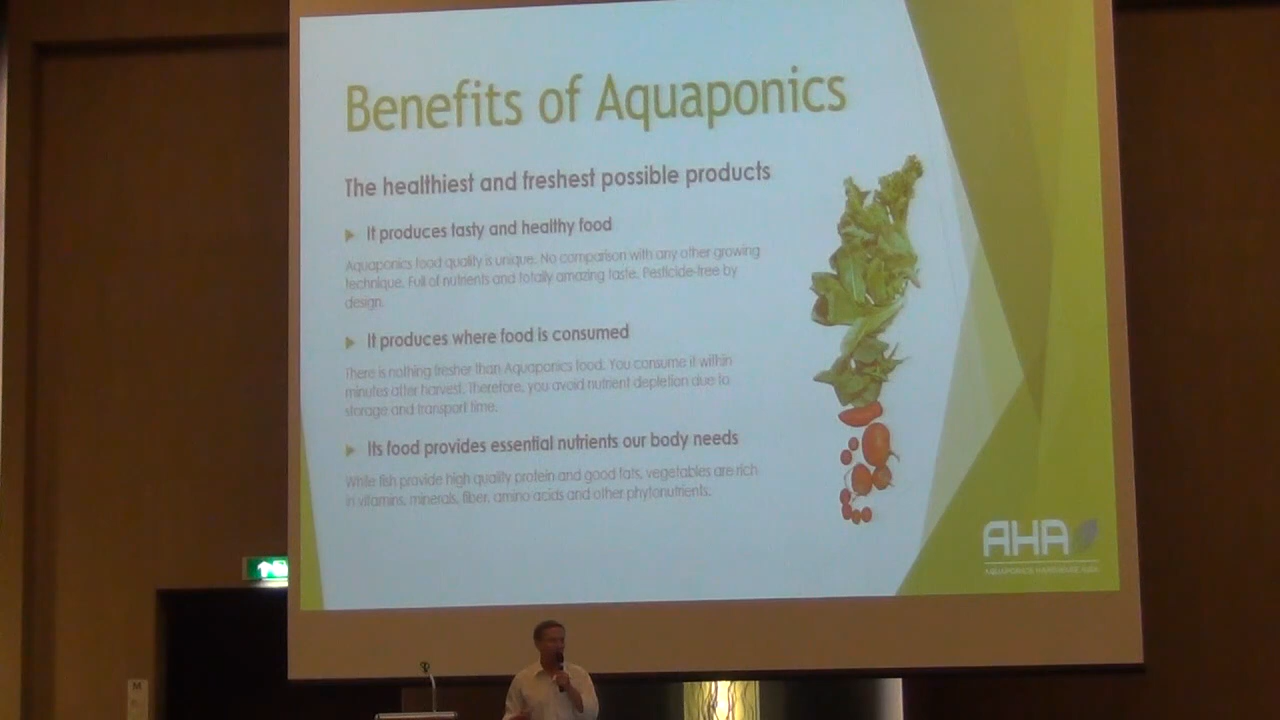 Benefits of Aquaponics
The healthiest and freshest possible products
It produces tasty and healthy food
Aquaponics food quality is unique. No comparison with any other growing
technique. Full of nutrients and totally amazing taste. Pesticide-free by
design.
It produces where food is consumed
There is nothing fresher than Aquaponics food. You consume it within
minutes after harvest. Therefore, you avoid nutrient depletion due to
storage and transport time.
Its food provides essential nutrients our body needs
While fish provide high quality protein and good fats, vegetables are rich
in vitamins, minerals, fiber, amino acids and other phytonutrients.
AHA
AQUAPONICS HARDWARE Asia
M